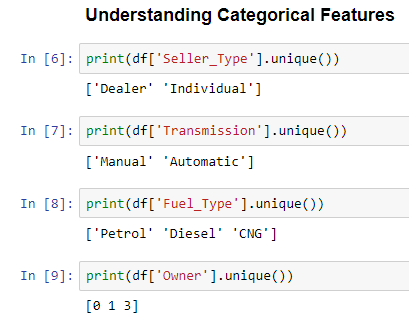 Understanding Categorical Features
In [6]: print(df['Seller_Type'].unique())
['Dealer' 'Individual']
In [7]: print(df['Transmission'].unique())
['Manual' 'Automatic']
In [8]: print(df['Fuel_Type'].unique())
['Petrol' 'Diesel' 'CNG']
In [9]: print(df['Owner'].unique())
[0 1 3]